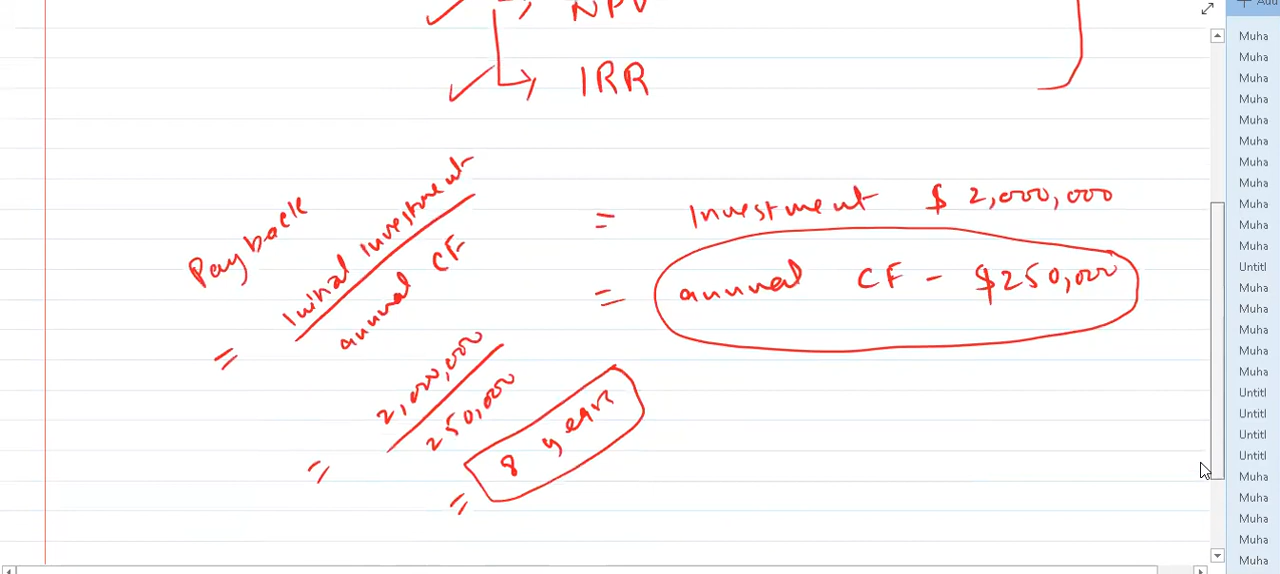 NPV
IRR
Payback
= Initial Investment
annual CF
= 2,000,000
250,000
= 8 years
= Investment $ 2,000,000
= annual CF - $250,000
Add
Muha
Muha
Muha
Muha
Muha
Muha
Muha
Muha
Muha
Muha
Muha
Untitl
Muha
Muha
Muha
Muha
Muha
Untitl
Untitl
Untitl
Untitl
Muha
Muha
Muha
Muha
Muha